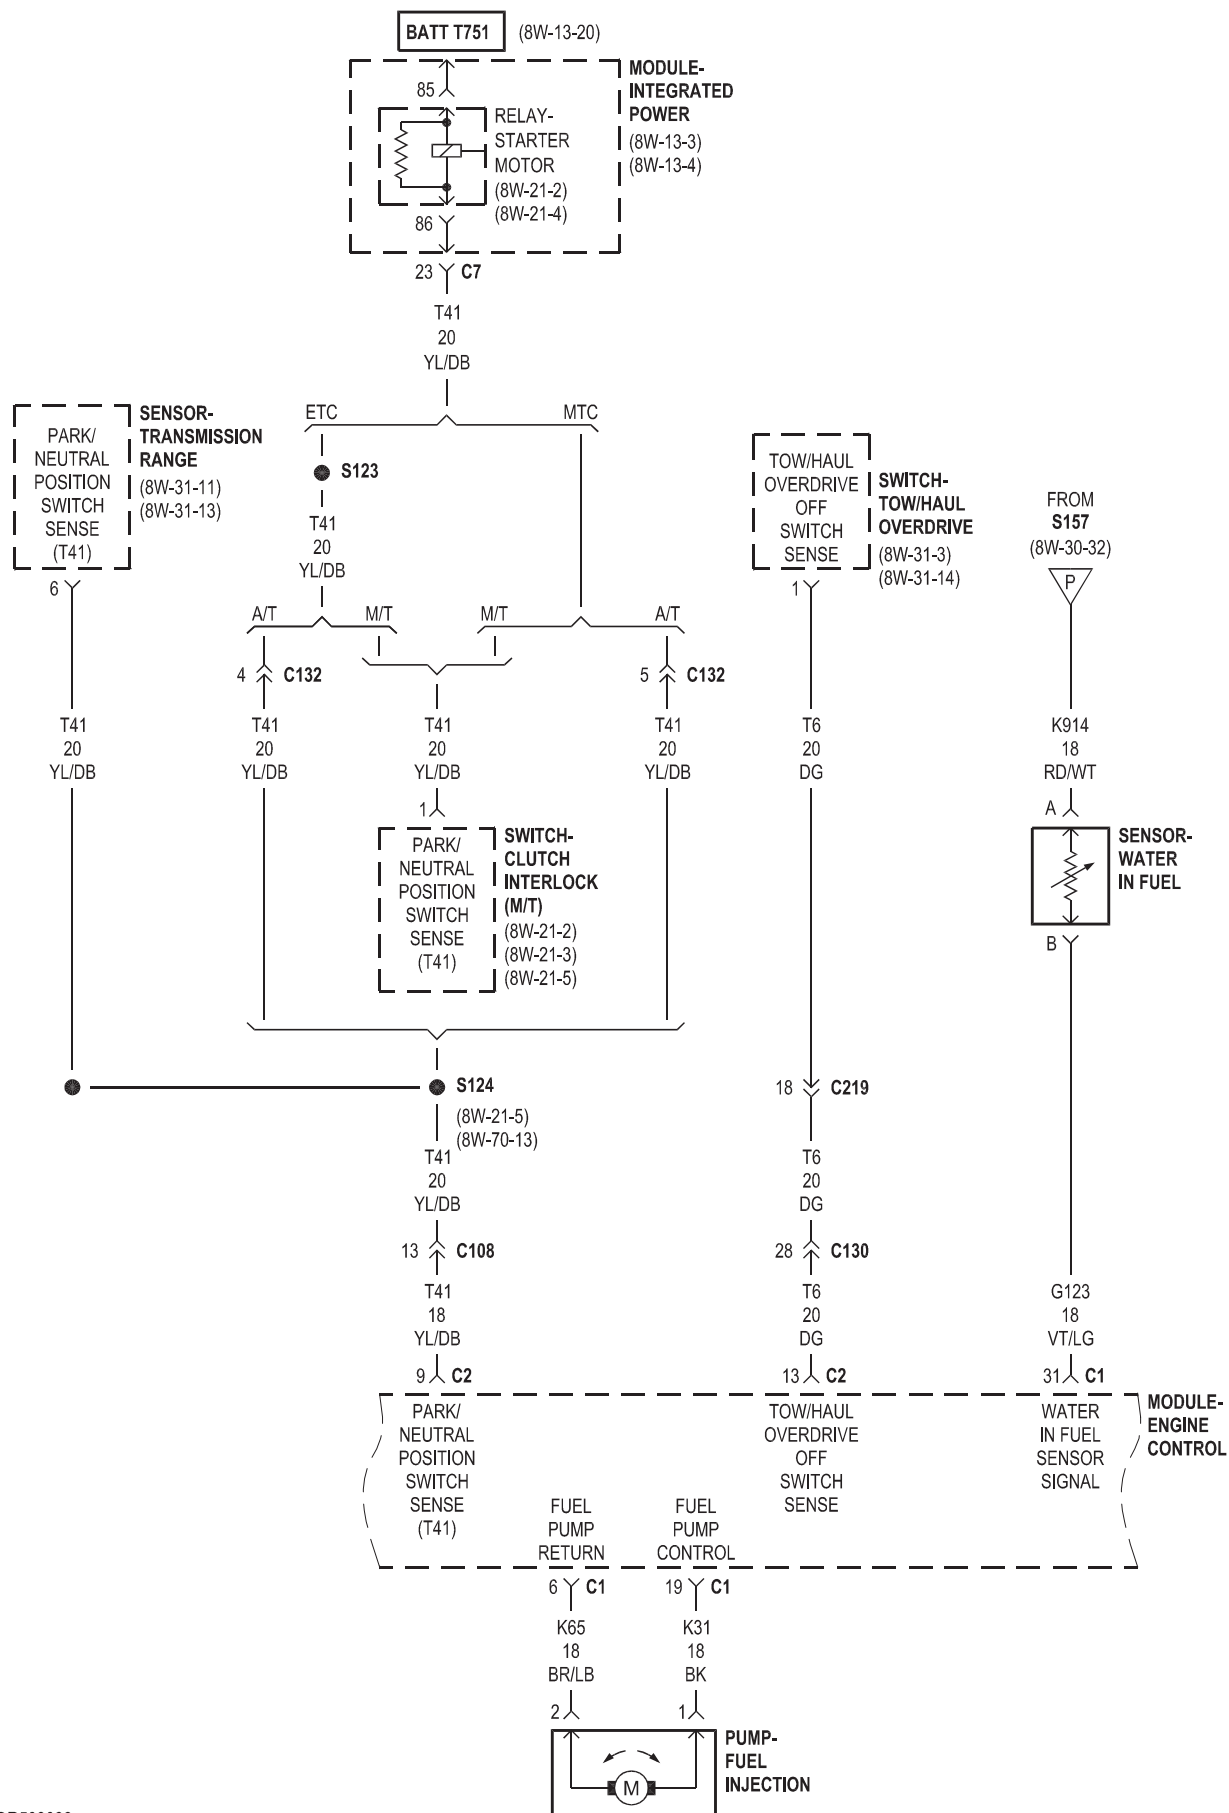 BATT T751 (8W-13-20)
MODULE-
INTEGRATED
POWER
(8W-13-3)
(8W-13-4)
85
RELAY-
STARTER
MOTOR
(8W-21-2)
(8W-21-4)
86
23 C7
T41
20
YL/DB
ETC
MTC
PARK/
NEUTRAL
POSITION
SWITCH
SENSE
(T41)
SENSOR-
TRANSMISSION
RANGE
(8W-31-11)
(8W-31-13)
6
S123
T41
20
YL/DB
TOW/HAUL
OVERDRIVE
OFF
SWITCH
SENSE
SWITCH-
TOW/HAUL
OVERDRIVE
(8W-31-3)
(8W-31-14)
1
FROM
S157
(8W-30-32)
P
A/T
M/T
M/T
A/T
4 C132
5 C132
T41
20
YL/DB
T41
20
YL/DB
T41
20
YL/DB
T41
20
YL/DB
T6
20
DG
K914
18
RD/WT
1
PARK/
NEUTRAL
POSITION
SWITCH
SENSE
(T41)
SWITCH-
CLUTCH
INTERLOCK
(M/T)
(8W-21-2)
(8W-21-3)
(8W-21-5)
A
SENSOR-
WATER
IN FUEL
B
S124
(8W-21-5)
(8W-70-13)
18 C219
T41
20
YL/DB
T6
20
DG
13 C108
28 C130
T41
18
YL/DB
T6
20
DG
G123
18
VT/LG
9 C2
13 C2
31 C1
PARK/
NEUTRAL
POSITION
SWITCH
SENSE
(T41)
TOW/HAUL
OVERDRIVE
OFF
SWITCH
SENSE
WATER
IN FUEL
SENSOR
SIGNAL
MODULE-
ENGINE
CONTROL
FUEL
PUMP
RETURN
FUEL
PUMP
CONTROL
6 C1
19 C1
K65
18
BR/LB
K31
18
BK
2
1
M
PUMP-
FUEL
INJECTION